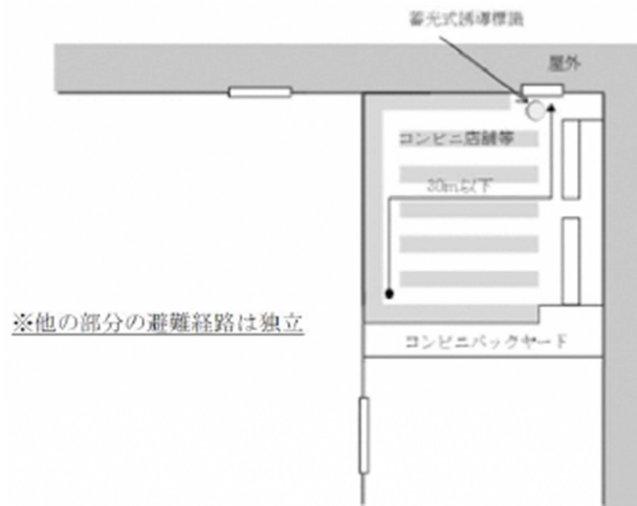 蓄光式誘導標識
屋外
コンビニ店舗等
30m以下
※他の部分の避難経路は独立
コンビニバックヤード